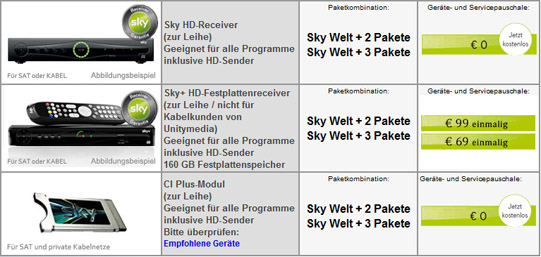 sky
Für SAT oder KABEL
Abbildungsbeispiel
Sky HD-Receiver
(zur Leihe)
Geeignet für alle Programme
inklusive HD-Sender
Paketkombination:
Sky Welt + 2 Pakete
Sky Welt + 3 Pakete
Geräte- und Servicepauschale:
€ 0
Jetzt
kostenlos
sky
Für SAT oder KABEL
Abbildungsbeispiel
Sky+ HD-Festplattenreceiver
(zur Leihe / nicht für
Kabelkunden von
Unitymedia)
Geeignet für alle Programme
inklusive HD-Sender
160 GB Festplattenspeicher
Paketkombination:
Sky Welt + 2 Pakete
Sky Welt + 3 Pakete
Geräte- und Servicepauschale:
€ 99 einmalig
€ 69 einmalig
Für SAT und private Kabelnetze
CI Plus-Modul
(zur Leihe)
Geeignet für alle Programme
inklusive HD-Sender
Bitte überprüfen:
Empfohlene Geräte
Paketkombination:
Sky Welt + 2 Pakete
Sky Welt + 3 Pakete
Geräte- und Servicepauschale:
€ 0
Jetzt
kostenlos